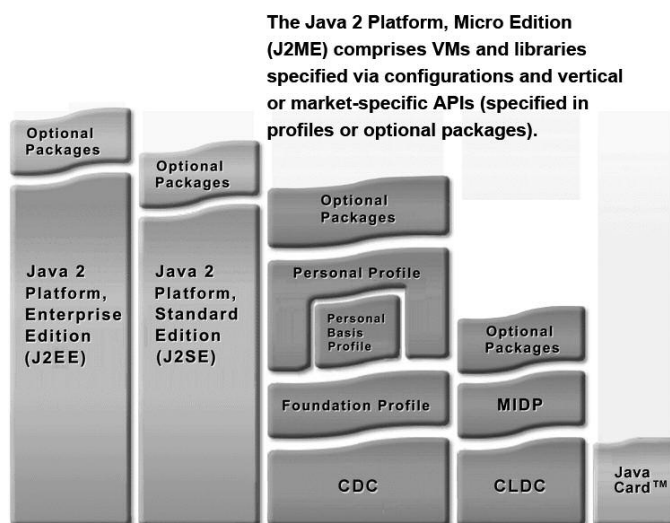 The Java 2 Platform, Micro Edition
(J2ME) comprises VMs and libraries
specified via configurations and vertical
or market-specific APIs (specified in
profiles or optional packages).
Optional
Packages
Java 2
Platform,
Enterprise
Edition
(J2EE)
Optional
Packages
Java 2
Platform,
Standard
Edition
(J2SE)
Optional
Packages
Personal Profile
Personal
Basis
Profile
Foundation Profile
CDC
Optional
Packages
MIDP
CLDC
Java
Card™